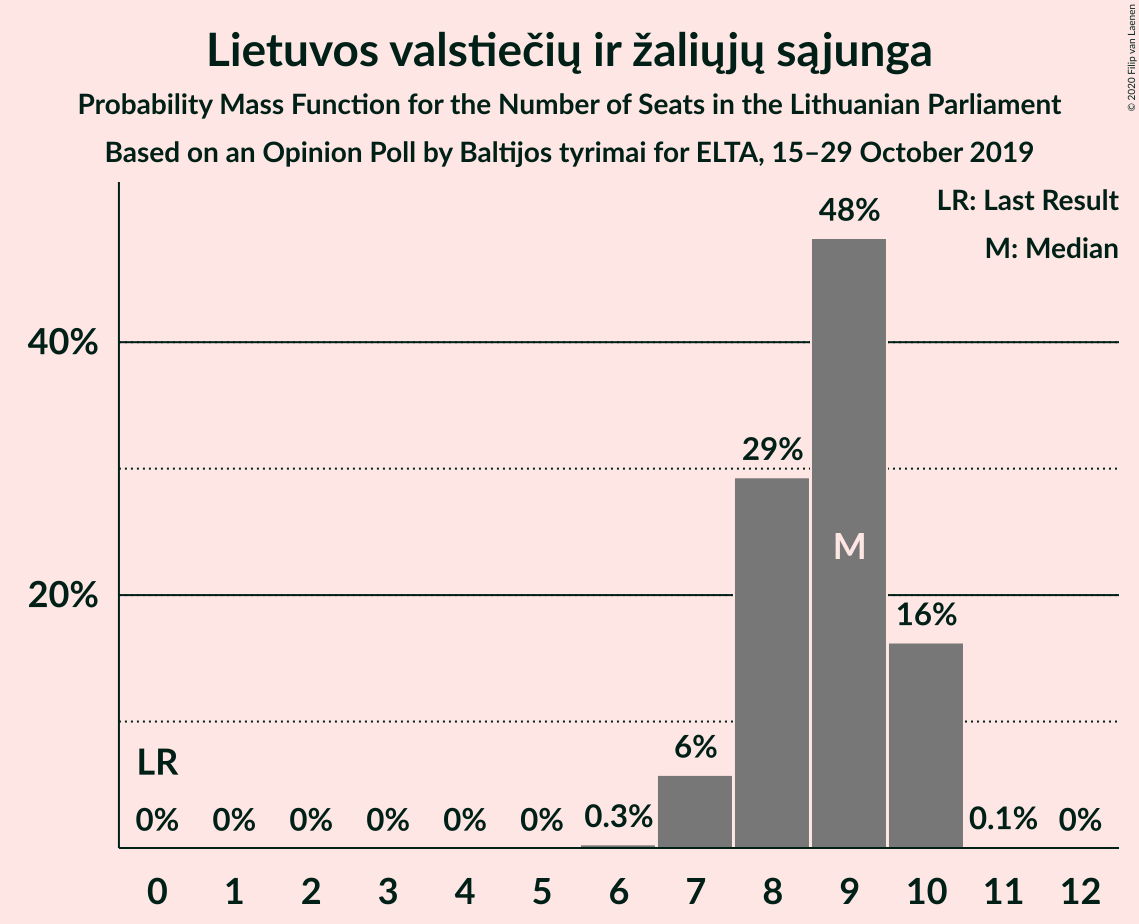 Lietuvos valstiečių ir žaliųjų sąjunga
Probability Mass Function for the Number of Seats in the Lithuanian Parliament
Based on an Opinion Poll by Baltijos tyrimai for ELTA, 15–29 October 2019
© 2020 Filip van Laenen
LR: Last Result
M: Median
48%
40%
29%
M
20%
16%
6%
LR
0% 0% 0% 0% 0% 0% 0.3% 0.1% 0%
0 1 2 3 4 5 6 7 8 9 10 11 12